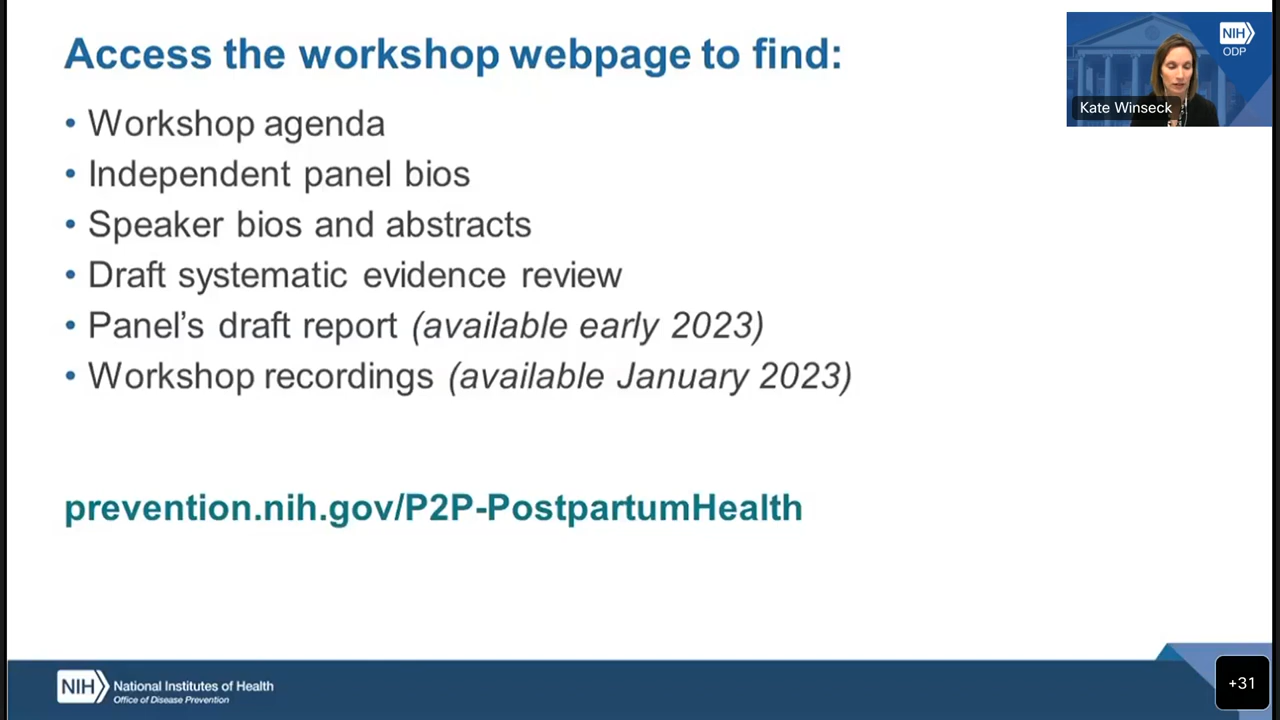 Access the workshop webpage to find:
• Workshop agenda
• Independent panel bios
• Speaker bios and abstracts
• Draft systematic evidence review
• Panel’s draft report (available early 2023)
• Workshop recordings (available January 2023)
prevention.nih.gov/P2P-PostpartumHealth
NIH
ODP
Kate Winseck
NIH
National Institutes of Health
Office of Disease Prevention
+31